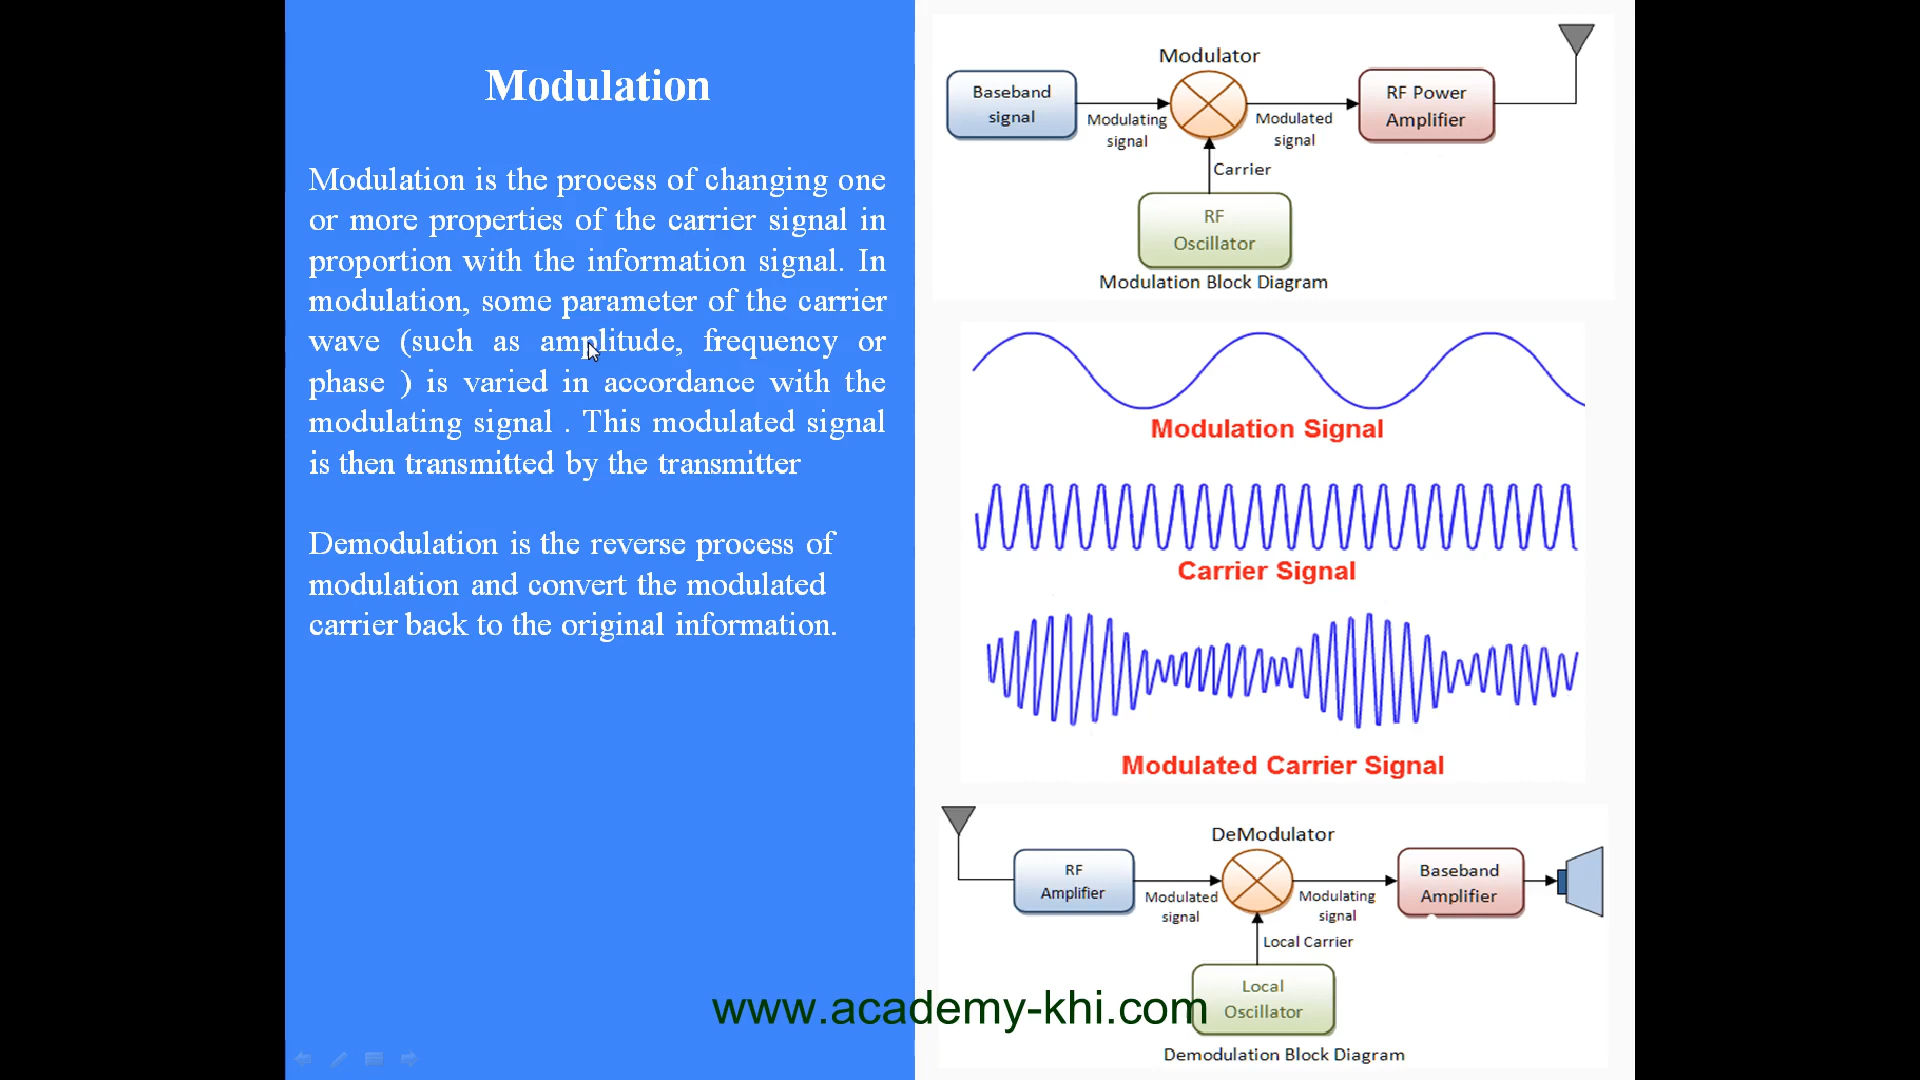 Modulation
Modulation is the process of changing one
or more properties of the carrier signal in
proportion with the information signal. In
modulation, some parameter of the carrier
wave (such as amplitude, frequency or
phase ) is varied in accordance with the
modulating signal . This modulated signal
is then transmitted by the transmitter
Demodulation is the reverse process of
modulation and convert the modulated
carrier back to the original information.
Modulator
Baseband
signal
Modulating
signal
Modulated
signal
RF Power
Amplifier
Carrier
RF
Oscillator
Modulation Block Diagram
Modulation Signal
Carrier Signal
Modulated Carrier Signal
DeModulator
RF
Amplifier
Modulated
signal
Modulating
signal
Baseband
Amplifier
Local Carrier
Local
Oscillator
Demodulation Block Diagram
www.academy-khi.com